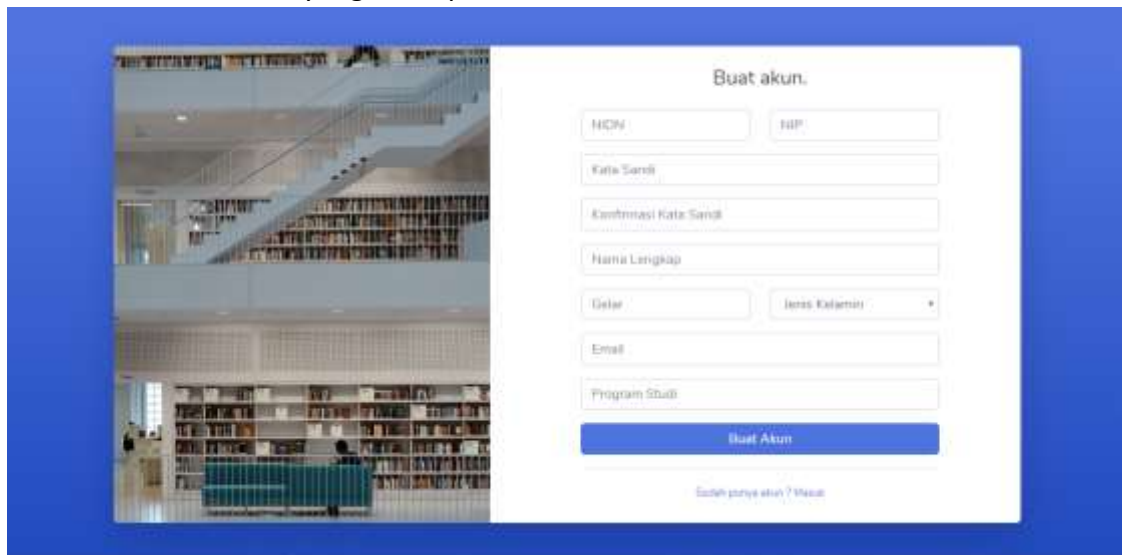 Buat akun.
NIDN NIP
Kata Sandi
Konfirmasi Kata Sandi
Nama Lengkap
Gelar Jenis Kelamin
Email
Program Studi
Buat Akun
Sudah punya akun ? Masuk